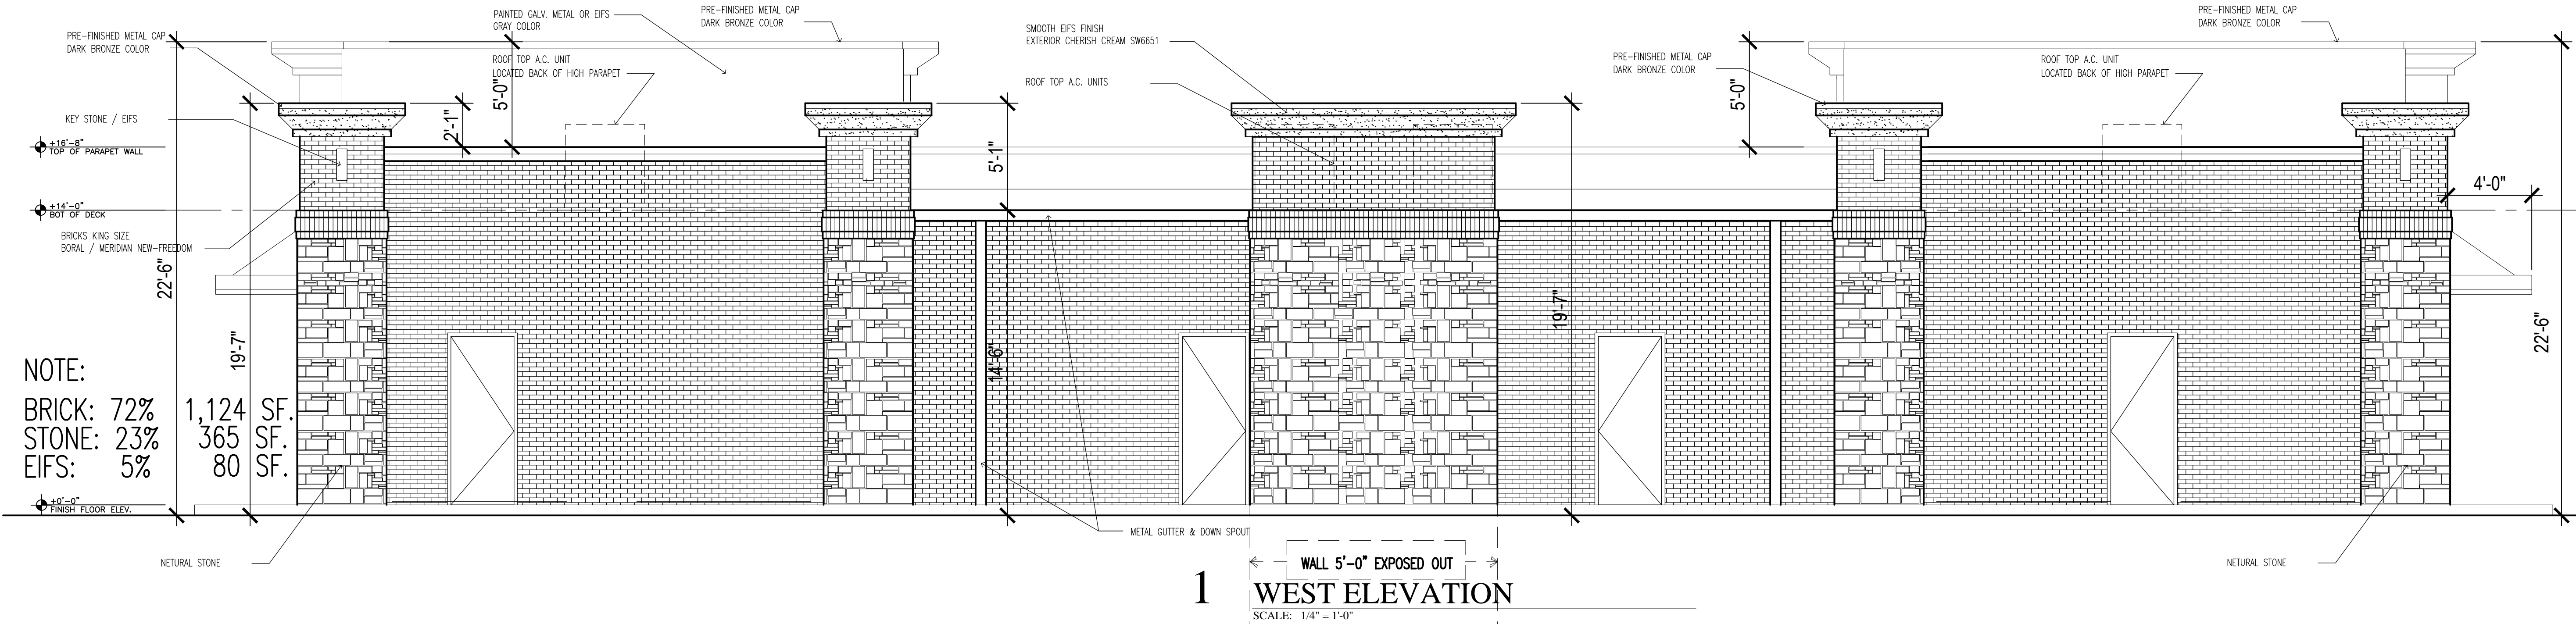 PRE-FINISHED METAL CAP
DARK BRONZE COLOR
PAINTED GALV. METAL OR EIFS
GRAY COLOR
PRE-FINISHED METAL CAP
DARK BRONZE COLOR
SMOOTH EIFS FINISH
EXTERIOR CHERISH CREAM SW6651
PRE-FINISHED METAL CAP
DARK BRONZE COLOR
PRE-FINISHED METAL CAP
DARK BRONZE COLOR
ROOF TOP A.C. UNIT
LOCATED BACK OF HIGH PARAPET
ROOF TOP A.C. UNITS
ROOF TOP A.C. UNIT
LOCATED BACK OF HIGH PARAPET
5'-0"
2'-1"
5'-1"
5'-0"
KEY STONE / EIFS
+16'-8"
TOP OF PARAPET WALL
+14'-0"
BOT OF DECK
4'-0"
BRICKS KING SIZE
BORAL / MERIDIAN NEW-FREEDOM
22'-6"
19'-7"
14'-6"
19'-7"
22'-6"
NOTE:
BRICK: 72% 1,124 SF.
STONE: 23% 365 SF.
EIFS: 5% 80 SF.
+0'-0"
FINISH FLOOR ELEV.
METAL GUTTER & DOWN SPOUT
NETURAL STONE
WALL 5'-0" EXPOSED OUT
NETURAL STONE
1 WEST ELEVATION
SCALE: 1/4" = 1'-0"